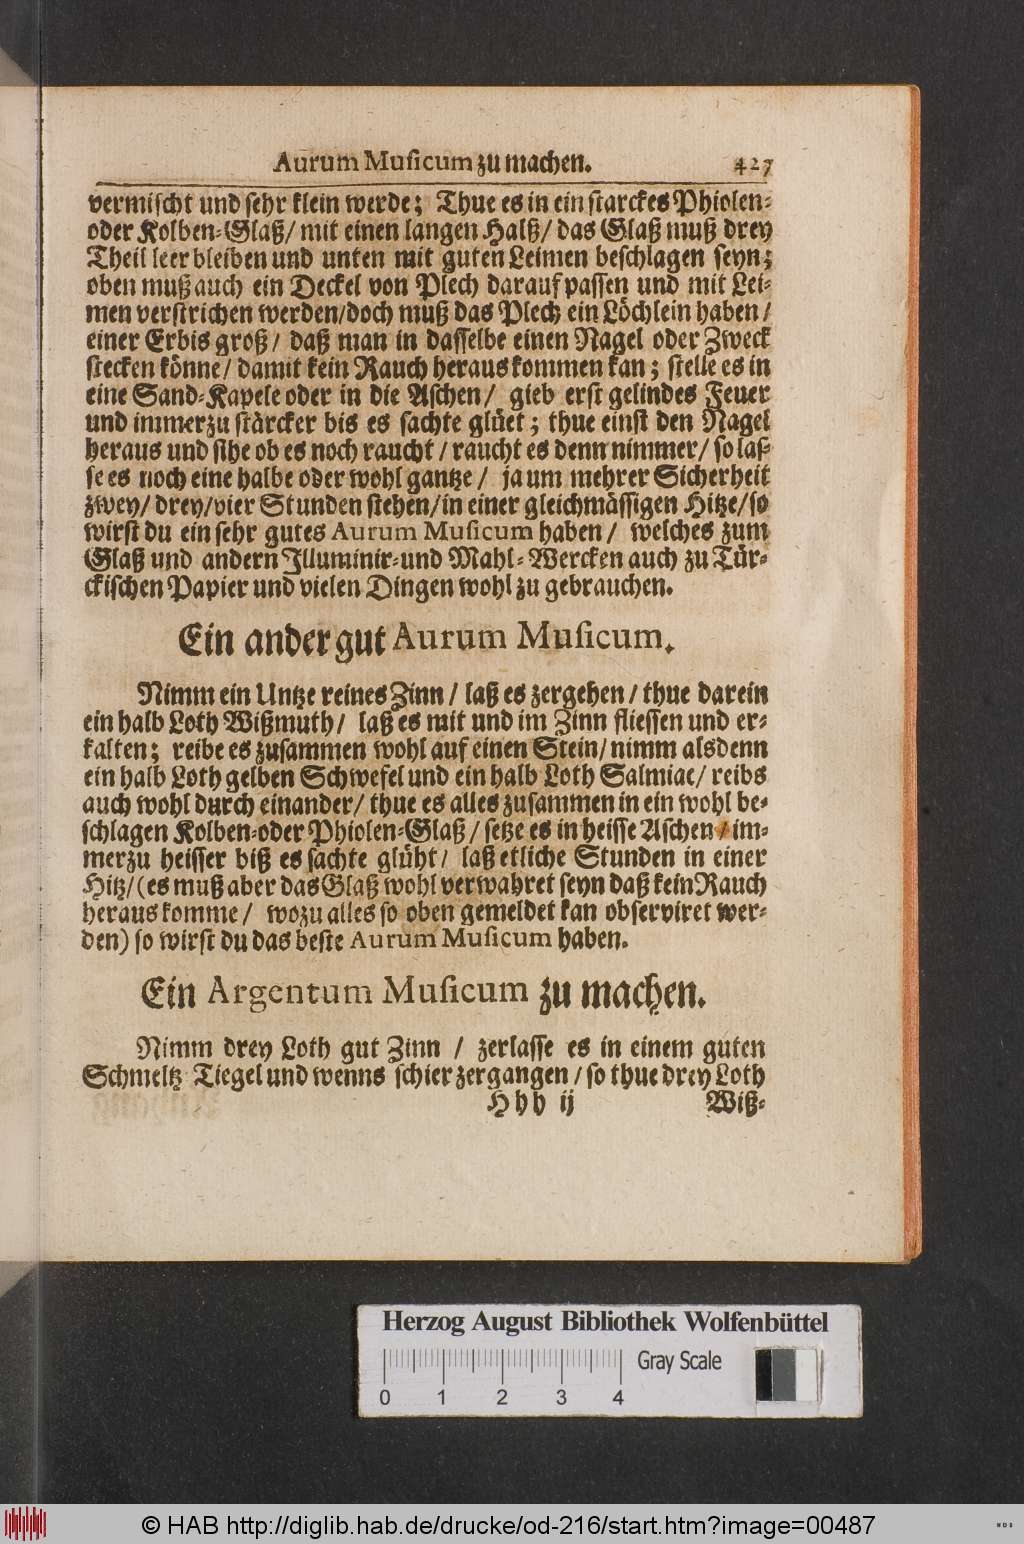 Aurum Musicum zu machen. 427
vermischt und sehr klein werde; Thue es in ein starckes Phiolen-
oder Kolben-Glaß/ mit einen langen Halß/ das Glaß muß drey
Theil leer bleiben und unten mit guten Leimen beschlagen seyn;
oben muß auch ein Deckel von Plech darauf passen und mit Lei-
men verstrichen werden/doch muß das Plech ein Löchlein haben/
einer Erbis groß/ daß man in dasselbe einen Nagel oder Zweck
stecken könne/ damit kein Rauch heraus kommen kan; stelle es in
eine Sand-Kapele oder in die Aschen/ gieb erst gelindes Feuer
und immerzu stärcker bis es sachte glüet; thue einst den Nagel
heraus und sihe ob es noch raucht/ raucht es denn nimmer/ so las-
se es noch eine halbe oder wohl gantze/ ja um mehrer Sicherheit
zwey/ drey/vier Stunden stehen/in einer gleichmässigen Hitze/so
wirst du ein sehr gutes Aurum Musicum haben/ welches zum
Glaß und andern Illuminir-und Mahl-Wercken auch zu Tür-
ckischen Papier und vielen Dingen wohl zu gebrauchen.
Ein ander gut Aurum Musicum.
Nimm ein Untze reines Zinn/ laß es zergehen/ thue darein
ein halb Loth Wißmuth/ laß es mit und im Zinn fliessen und er-
kalten; reibe es zusammen wohl auf einen Stein/ nimm alsdenn
ein halb Loth gelben Schwefel und ein halb Loth Salmiac/ reibs
auch wohl durch einander/ thue es alles zusammen in ein wohl be-
schlagen Kolben-oder Phiolen-Glaß/ setze es in heisse Aschen/ im-
merzu heisser biß es sachte glüht/ laß etliche Stunden in einer
Hitz/(es muß aber das Glaß wohl verwahret seyn daß kein Rauch
heraus komme/ wozu alles so oben gemeldet kan observiret wer-
den) so wirst du das beste Aurum Musicum haben.
Ein Argentum Musicum zu machen.
Nimm drey Loth gut Zinn / zerlasse es in einem guten
Schmeltz Tiegel und wenns schier zergangen/ so thue drey Loth
Hhh ij Wiß-
Herzog August Bibliothek Wolfenbüttel
0 1 2 3 4 Gray Scale
© HAB http://diglib.hab.de/drucke/od-216/start.htm?image=00487